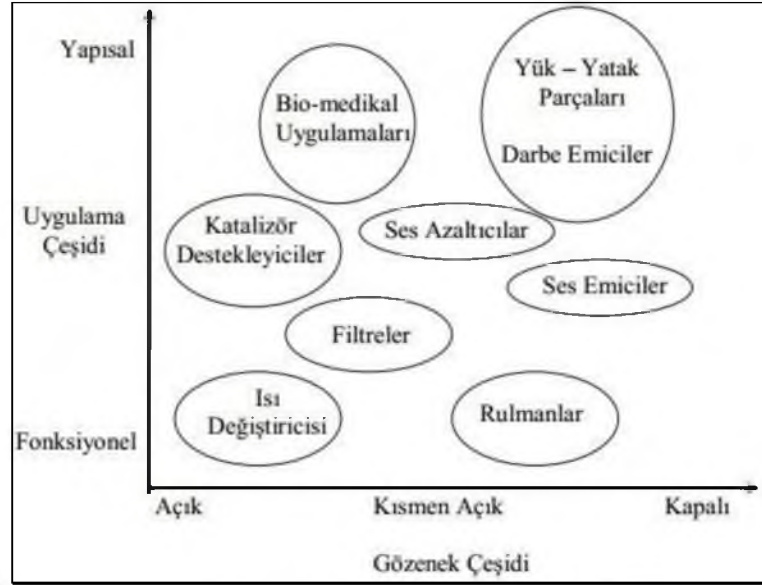 Yapısal
Yük – Yatak
Parçaları
Darbe Emiciler
Bio-medikal
Uygulamaları
Uygulama
Çeşidi
Katalizör
Destekleyiciler
Ses Azaltıcılar
Ses Emiciler
Filtreler
Isı
Değiştiricisi
Rulmanlar
Fonksiyonel
Açık
Kısmen Açık
Kapalı
Gözenek Çeşidi